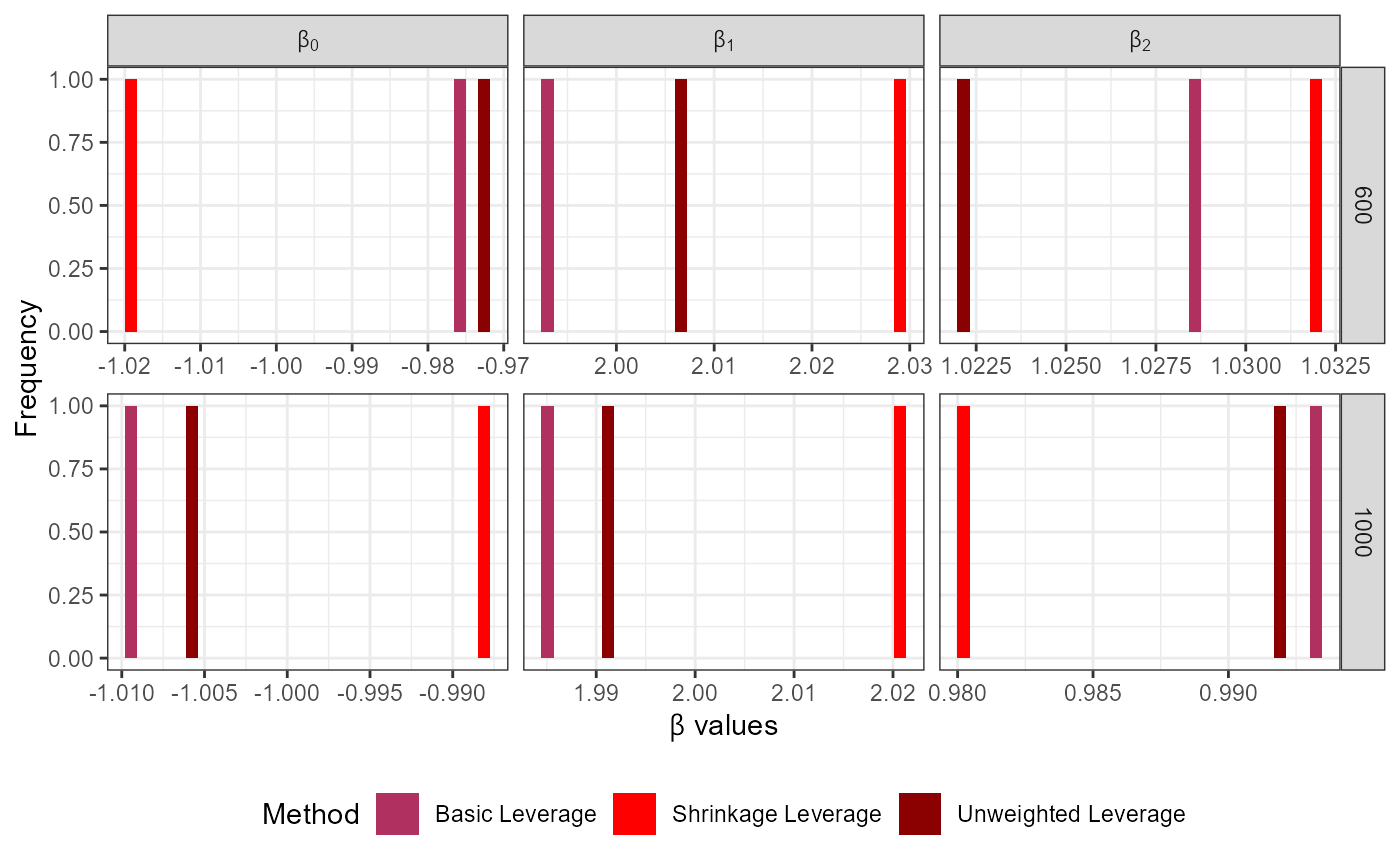 β₀ β₁ β₂
1.00
0.75
0.50
0.25
0.00
600
-1.02 -1.01 -1.00 -0.99 -0.98 -0.97 2.00 2.01 2.02 2.03 1.0225 1.0250 1.0275 1.0300 1.0325
Frequency
1.00
0.75
0.50
0.25
0.00
1000
-1.010 -1.005 -1.000 -0.995 -0.990 1.99 2.00 2.01 2.02 0.980 0.985 0.990
β values
Method Basic Leverage Shrinkage Leverage Unweighted Leverage